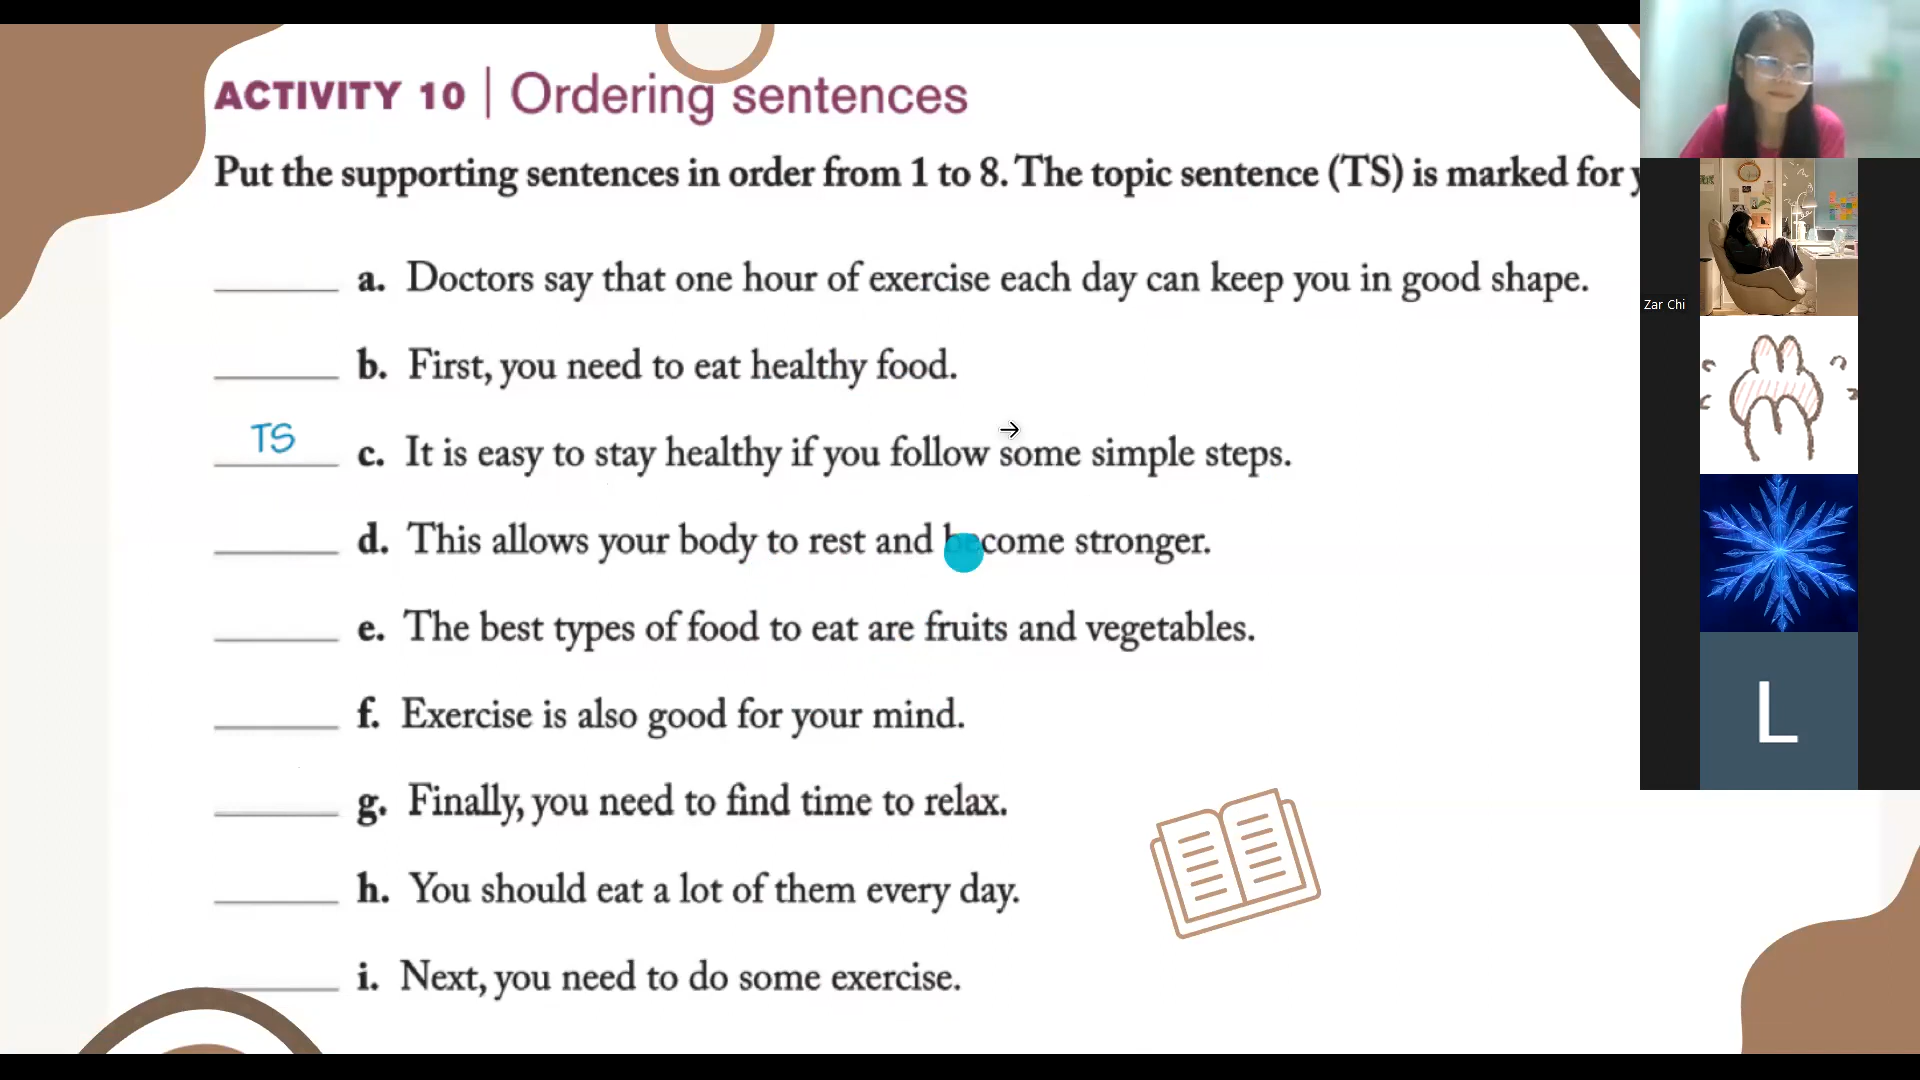 ACTIVITY 10 | Ordering sentences
Put the supporting sentences in order from 1 to 8. The topic sentence (TS) is marked for
a. Doctors say that one hour of exercise each day can keep you in good shape.
b. First, you need to eat healthy food.
TS c. It is easy to stay healthy if you follow some simple steps.
d. This allows your body to rest and become stronger.
e. The best types of food to eat are fruits and vegetables.
f. Exercise is also good for your mind.
g. Finally, you need to find time to relax.
h. You should eat a lot of them every day.
i. Next, you need to do some exercise.
Zar Chi
L